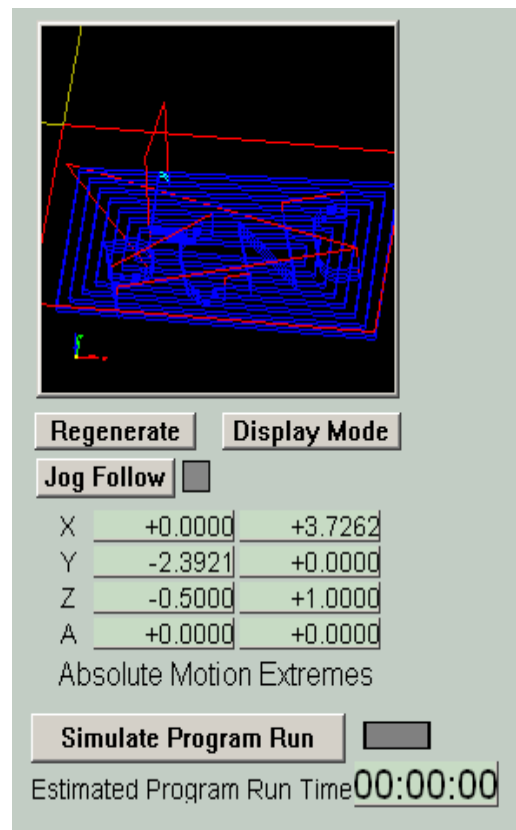 Regenerate Display Mode
Jog Follow
X +0.0000 +3.7262
Y -2.3921 +0.0000
Z -0.5000 +1.0000
A +0.0000 +0.0000
Absolute Motion Extremes
Simulate Program Run
Estimated Program Run Time 00:00:00